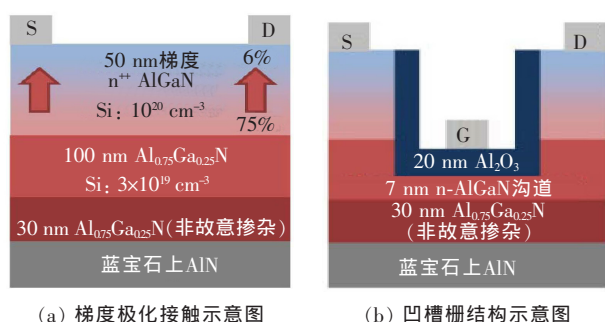 S
D
50 nm梯度
6%
n⁺⁺ AlGaN
Si：10²⁰ cm⁻³
75%
100 nm Al₀.₇₅Ga₀.₂₅N
Si：3×10¹⁹ cm⁻³
30 nm Al₀.₇₅Ga₀.₂₅N(非故意掺杂)
蓝宝石上AlN
(a) 梯度极化接触示意图
S
D
G
20 nm Al₂O₃
7 nm n-AlGaN沟道
30 nm Al₀.₇₅Ga₀.₂₅N
(非故意掺杂)
蓝宝石上AlN
(b) 凹槽栅结构示意图